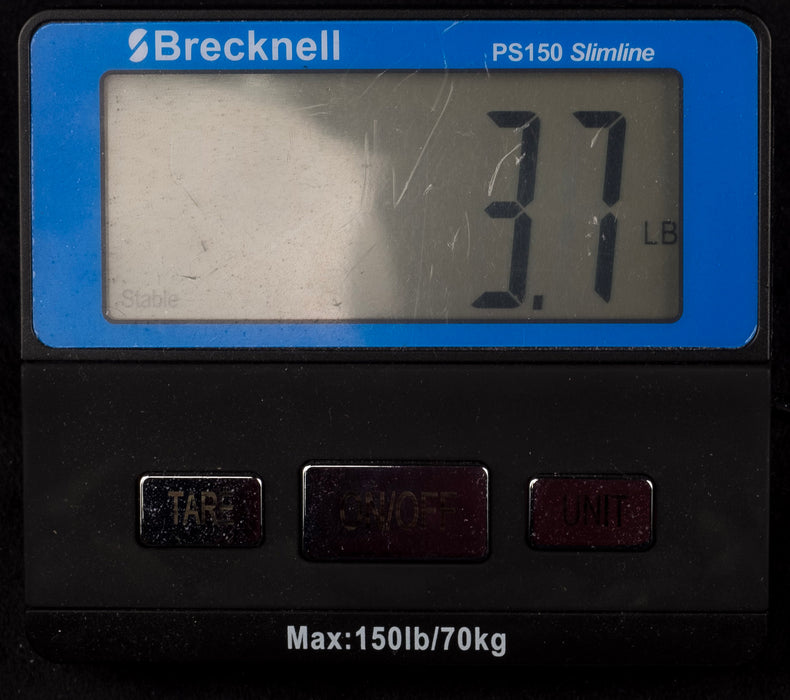 Brecknell
PS150 Slimline
3.7
LB
Stable
TARE
ON/OFF
UNIT
Max:150lb/70kg